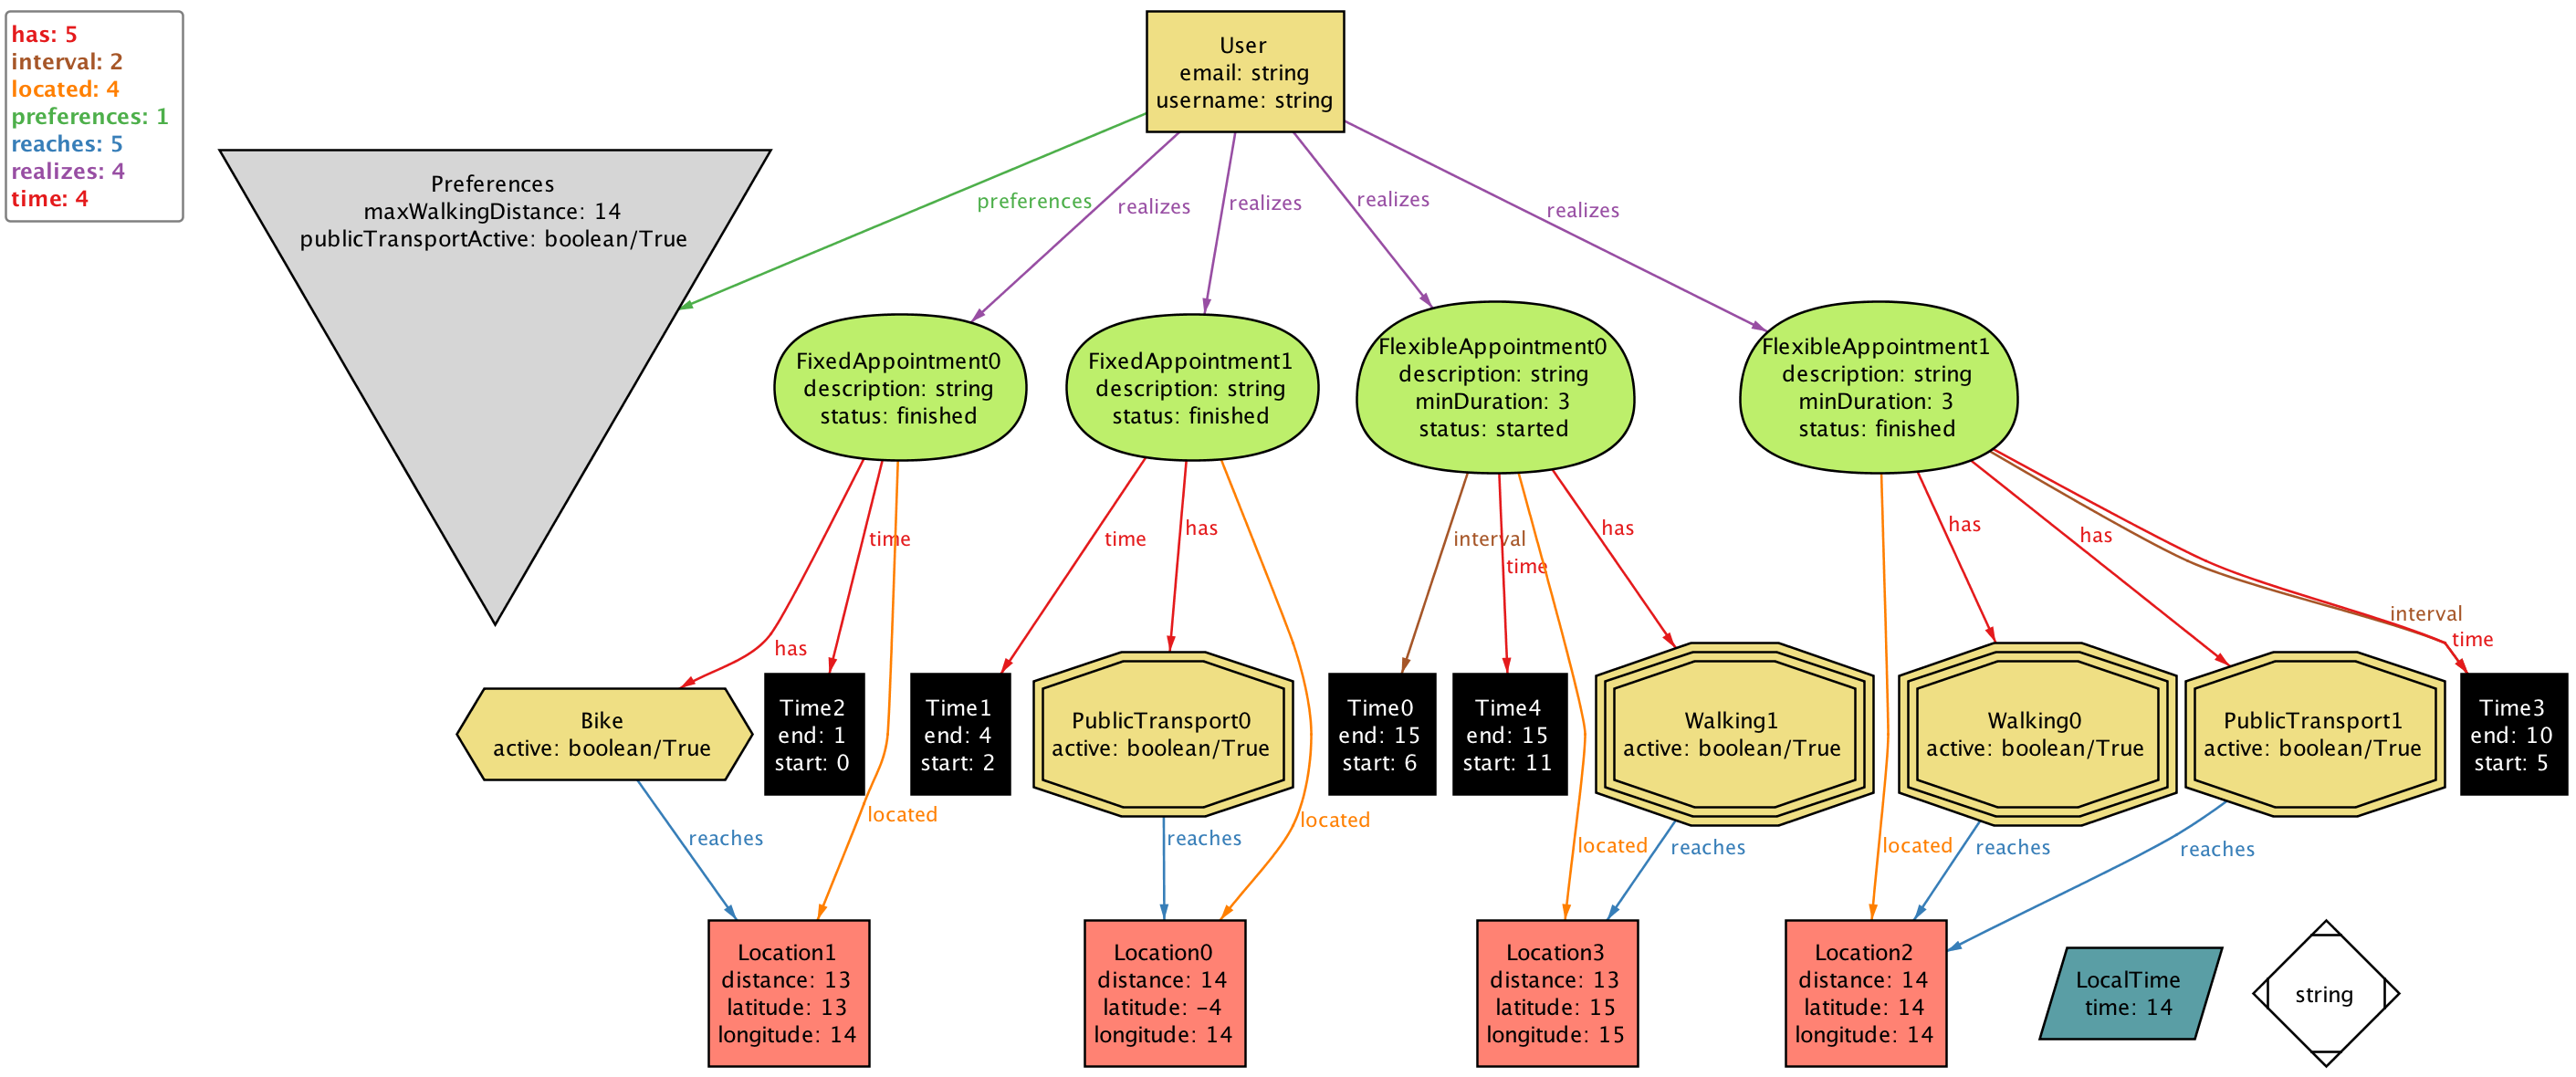 has: 5
interval: 2
located: 4
preferences: 1
reaches: 5
realizes: 4
time: 4
User
email: string
username: string
Preferences
maxWalkingDistance: 14
publicTransportActive: boolean/True
preferences
realizes
realizes
realizes
realizes
FixedAppointment0
description: string
status: finished
FixedAppointment1
description: string
status: finished
FlexibleAppointment0
description: string
minDuration: 3
status: started
FlexibleAppointment1
description: string
minDuration: 3
status: finished
has
time
time
has
interval
time
has
has
has
interval
time
Bike
active: boolean/True
Time2
end: 1
start: 0
Time1
end: 4
start: 2
PublicTransport0
active: boolean/True
Time0
end: 15
start: 6
Time4
end: 15
start: 11
Walking1
active: boolean/True
Walking0
active: boolean/True
PublicTransport1
active: boolean/True
Time3
end: 10
start: 5
reaches
located
reaches
located
located
reaches
located
reaches
reaches
Location1
distance: 13
latitude: 13
longitude: 14
Location0
distance: 14
latitude: -4
longitude: 14
Location3
distance: 13
latitude: 15
longitude: 15
Location2
distance: 14
latitude: 14
longitude: 14
LocalTime
time: 14
string